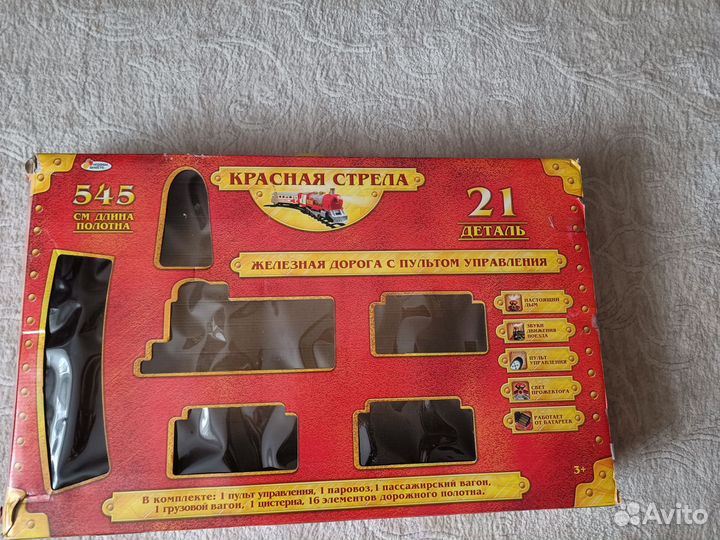 КРАСНАЯ СТРЕЛА
545
СМ ДЛИНА
ПОЛОТНА
21
ДЕТАЛЬ
ЖЕЛЕЗНАЯ ДОРОГА С ПУЛЬТОМ УПРАВЛЕНИЯ
НАСТОЯЩИЙ
ДЫМ
ЗВУКИ
ДВИЖЕНИЯ
ПОЕЗДА
ПУЛЬТ
УПРАВЛЕНИЯ
СВЕТ
ПРОЖЕКТОРА
РАБОТАЕТ
ОТ БАТАРЕЕК
3+
В КОМПЛЕКТЕ: 1 ПУЛЬТ УПРАВЛЕНИЯ, 1 ПАРОВОЗ, 1 ПАССАЖИРСКИЙ ВАГОН,
1 ГРУЗОВОЙ ВАГОН, 1 ЦИСТЕРНА, 16 ЭЛЕМЕНТОВ ДОРОЖНОГО ПОЛОТНА.
Avito